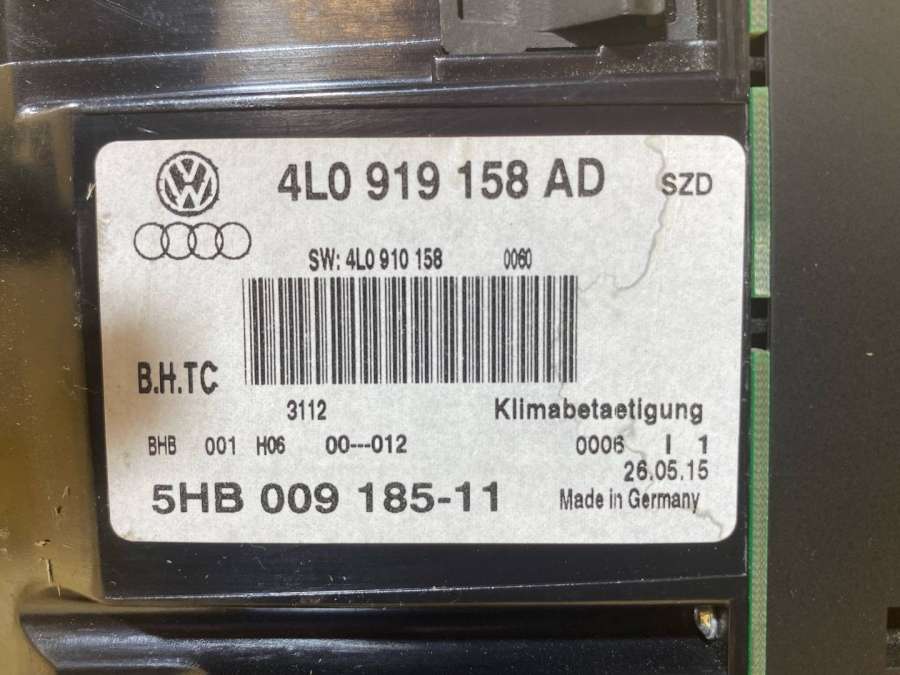 4L0 919 158 AD SZD
SW: 4L0 910 158 0060
B.H.TC
3112 Klimabetaetigung
BHB 001 H06 00---012 0006 I 1
26.05.15
5HB 009 185-11 Made in Germany